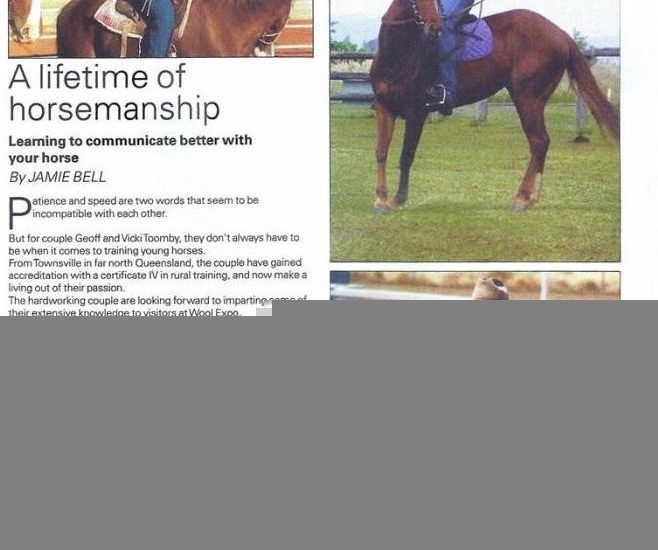 A lifetime of
horsemanship
Learning to communicate better with
your horse
By JAMIE BELL
Patience and speed are two words that seem to be
incompatible with each other.
But for couple Geoff and Vicki Toomby, they don't always have to
be when it comes to training young horses.
From Townsville in far north Queensland, the couple have gained
accreditation with a certificate IV in rural training, and now make a
living out of their passion.
The hardworking couple are looking forward to imparting some of
their extensive knowledge to visitors at Wool Expo.